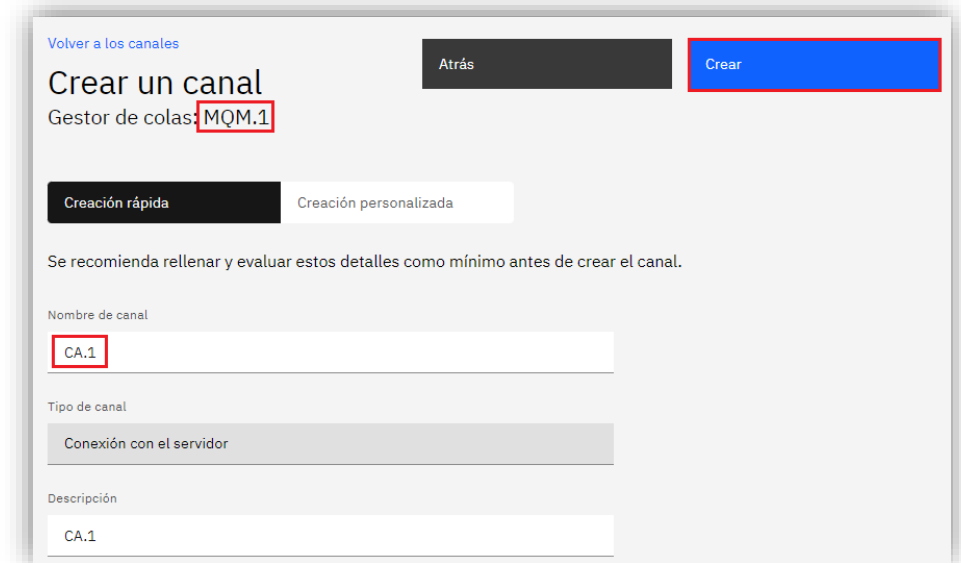 Volver a los canales
Atrás
Crear
Crear un canal
Gestor de colas: MQM.1
Creación rápida
Creación personalizada
Se recomienda rellenar y evaluar estos detalles como mínimo antes de crear el canal.
Nombre de canal
CA.1
Tipo de canal
Conexión con el servidor
Descripción
CA.1